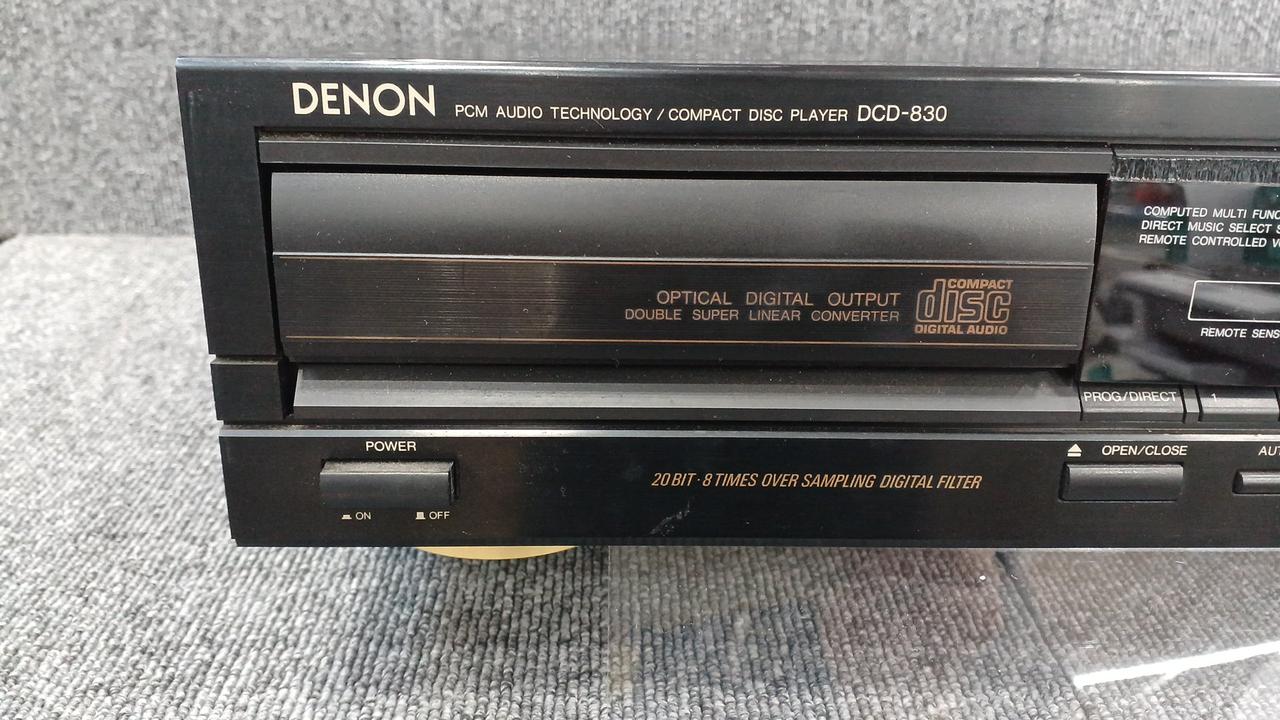 DENON PCM AUDIO TECHNOLOGY / COMPACT DISC PLAYER DCD-830
COMPUTED MULTI FUNC
DIRECT MUSIC SELECT S
REMOTE CONTROLLED V
OPTICAL DIGITAL OUTPUT
DOUBLE SUPER LINEAR CONVERTER
COMPACT
disc
DIGITAL AUDIO
REMOTE SENS
PROG/DIRECT
1
POWER
ON
OFF
20 BIT · 8 TIMES OVER SAMPLING DIGITAL FILTER
OPEN/CLOSE
AUT